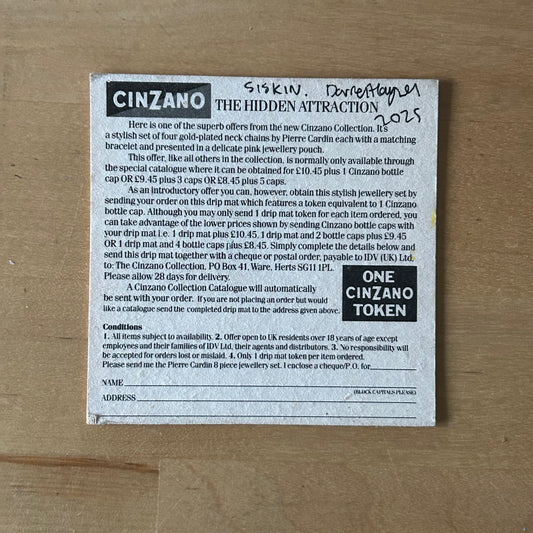 SISKIN.
2025
CINZANO
THE HIDDEN ATTRACTION
Here is one of the superb offers from the new Cinzano Collection. It's
a stylish set of four gold-plated neck chains by Pierre Cardin each with a matching
bracelet and presented in a delicate pink jewellery pouch.
This offer, like all others in the collection, is normally only available through
the special catalogue where it can be obtained for £10.45 plus 1 Cinzano bottle
cap OR £9.45 plus 3 caps OR £8.45 plus 5 caps.
As an introductory offer you can, however, obtain this stylish jewellery set by
sending your order on this drip mat which features a token equivalent to 1 Cinzano
bottle cap. Although you may only send 1 drip mat token for each item ordered, you
can take advantage of the lower prices shown by sending Cinzano bottle caps with
your drip mat i.e. 1 drip mat plus £10.45, 1 drip mat and 2 bottle caps plus £9.45
OR 1 drip mat and 4 bottle caps plus £8.45. Simply complete the details below and
send this drip mat together with a cheque or postal order, payable to IDV (UK) Ltd.
to: The Cinzano Collection, PO Box 41, Ware, Herts SG11 1PL.
Please allow 28 days for delivery.
A Cinzano Collection Catalogue will automatically
be sent with your order. If you are not placing an order but would
like a catalogue send the completed drip mat to the address given above.
ONE
CINZANO
TOKEN
Conditions
1. All items subject to availability. 2. Offer open to UK residents over 18 years of age except
employees and their families of IDV Ltd, their agents and distributors. 3. No responsibility will
be accepted for orders lost or mislaid. 4. Only 1 drip mat token per item ordered.
Please send me the Pierre Cardin 8 piece jewellery set. I enclose a cheque/P.O. for
NAME
(BLOCK CAPITALS PLEASE)
ADDRESS